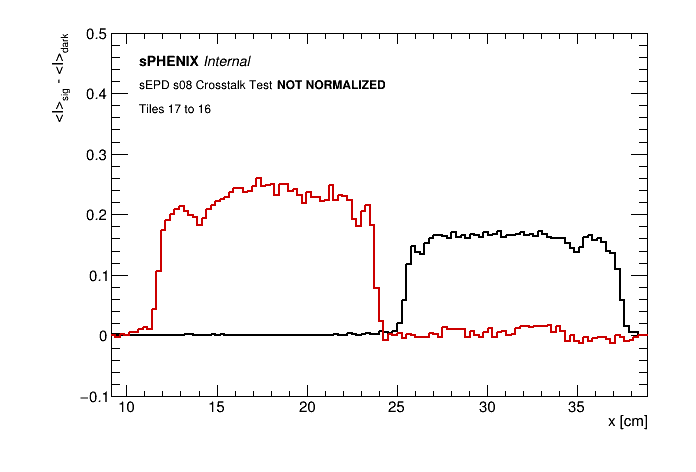 0.5
0.4
0.3
0.2
0.1
0
−0.1
<I>sig - <I>dark
sPHENIX Internal
sEPD s08 Crosstalk Test NOT NORMALIZED
Tiles 17 to 16
10 15 20 25 30 35
x [cm]